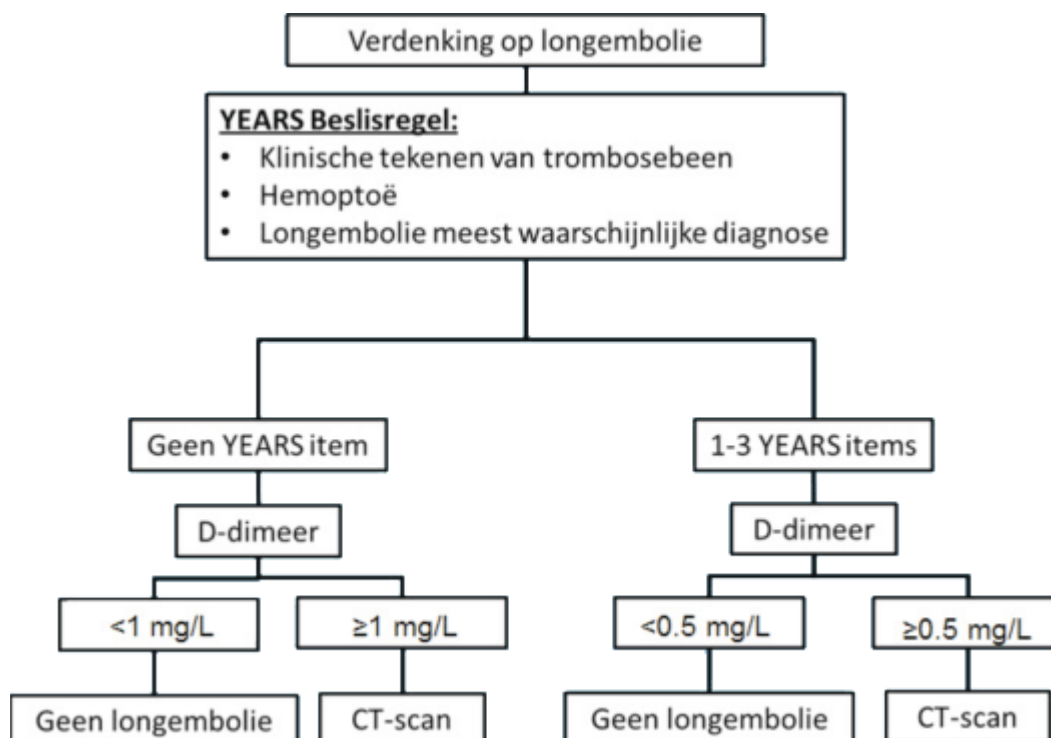 Verdenking op longembolie
YEARS Beslisregel:
• Klinische tekenen van trombosebeen
• Hemoptoë
• Longembolie meest waarschijnlijke diagnose
Geen YEARS item
1-3 YEARS items
D-dimeer
D-dimeer
<1 mg/L
≥1 mg/L
<0.5 mg/L
≥0.5 mg/L
Geen longembolie
CT-scan
Geen longembolie
CT-scan